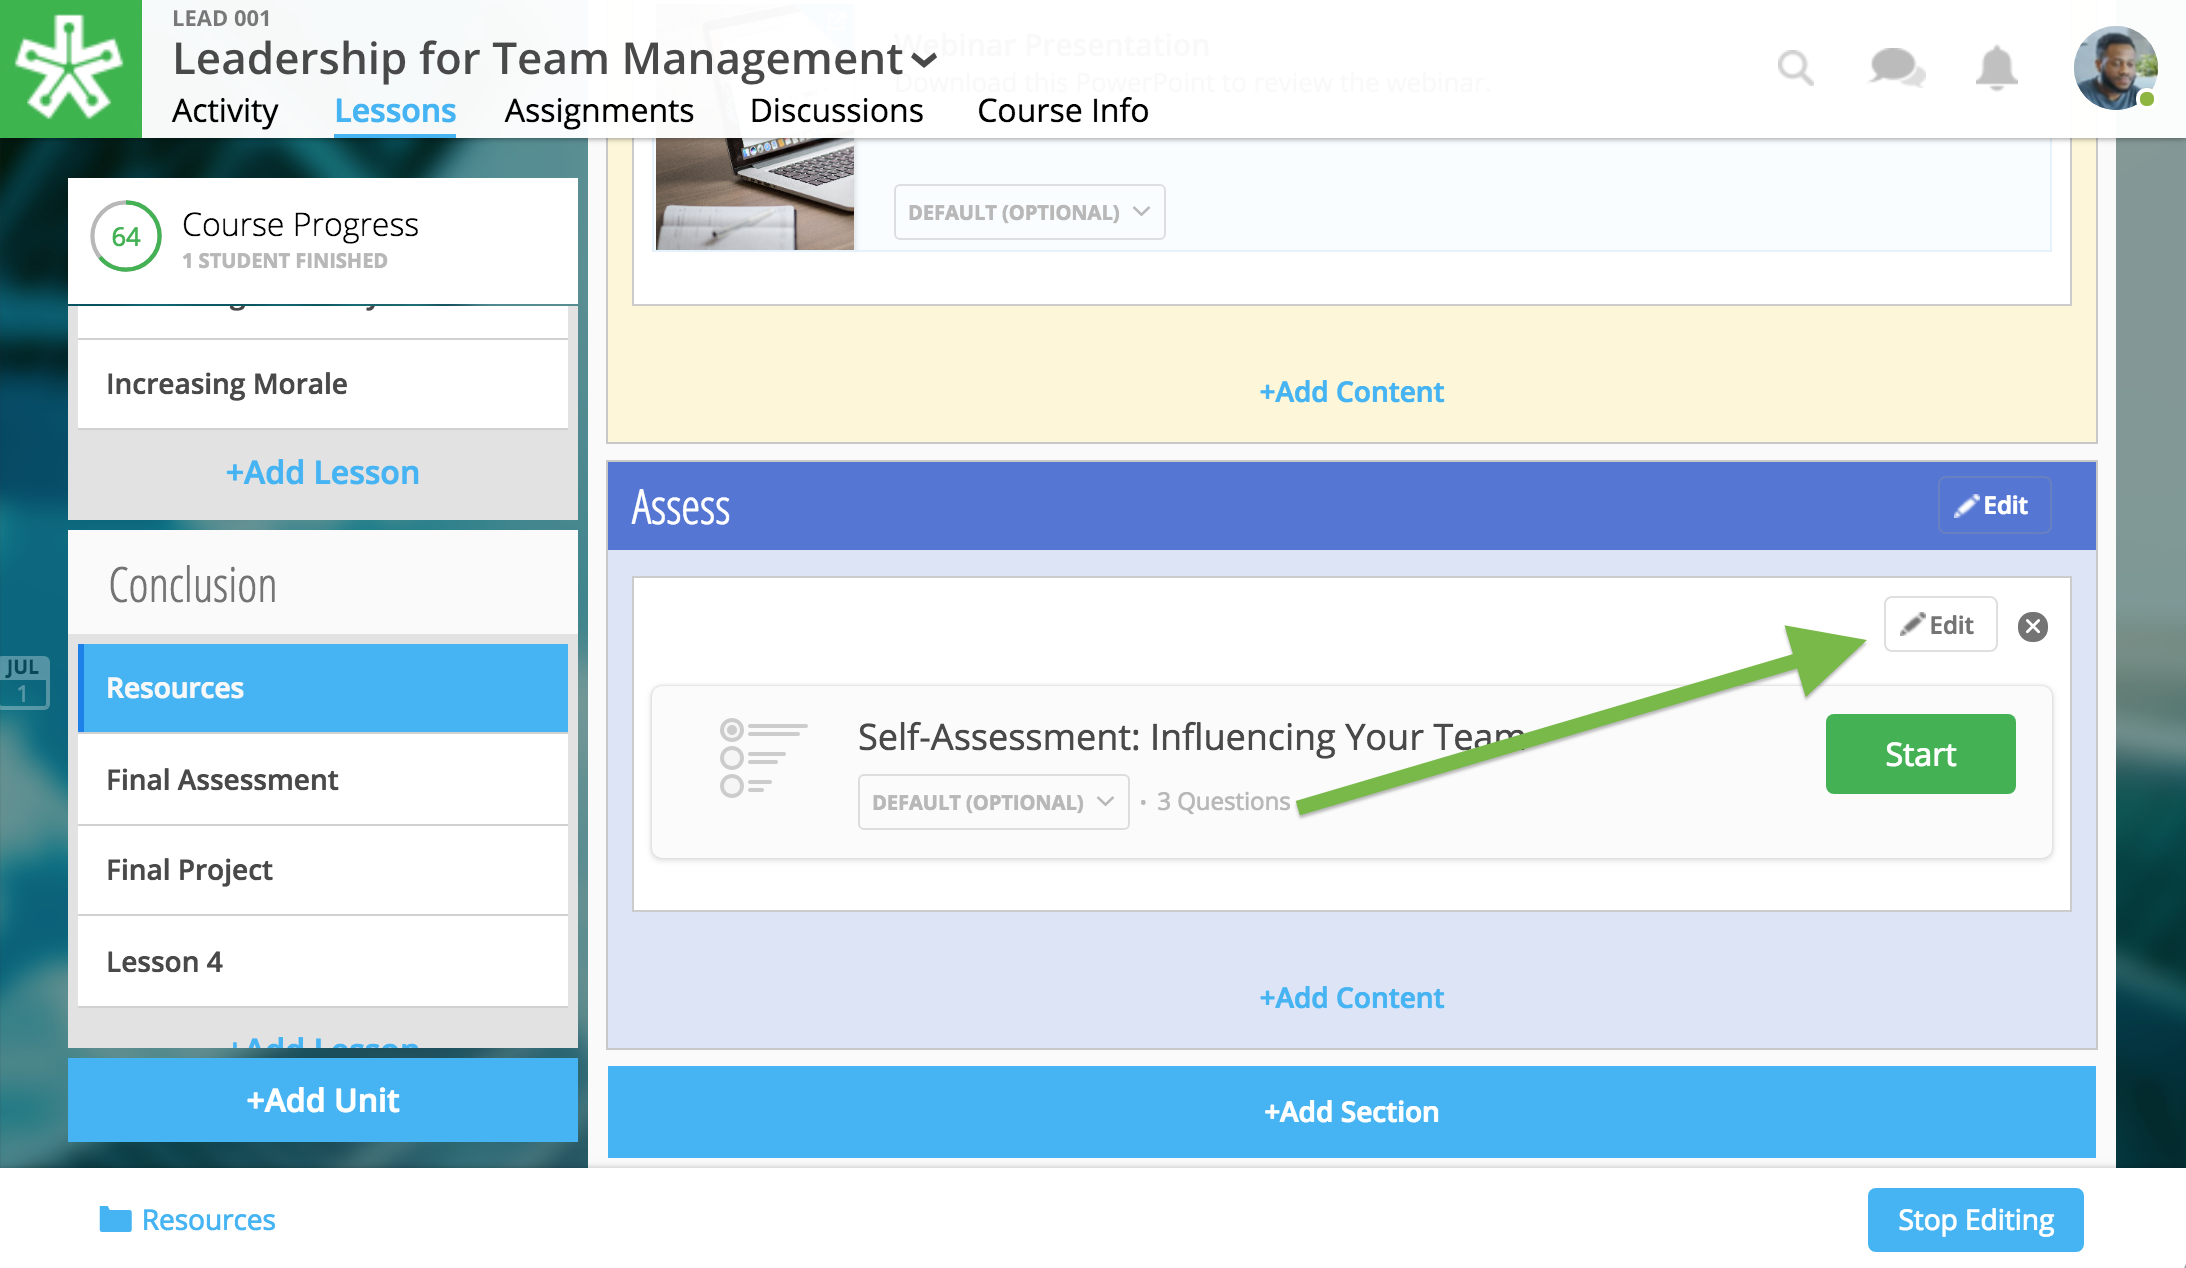 LEAD 001
Leadership for Team Management
Activity
Lessons
Assignments
Discussions
Course Info
Webinar Presentation
Download this PowerPoint to review the webinar.
DEFAULT (OPTIONAL)
64
Course Progress
1 STUDENT FINISHED
Increasing Morale
+Add Lesson
Conclusion
JUL
1
Resources
Final Assessment
Final Project
Lesson 4
+Add Lesson
+Add Unit
+Add Content
Assess
Edit
Edit
Self-Assessment: Influencing Your Team
DEFAULT (OPTIONAL)
· 3 Questions
Start
+Add Content
+Add Section
Resources
Stop Editing